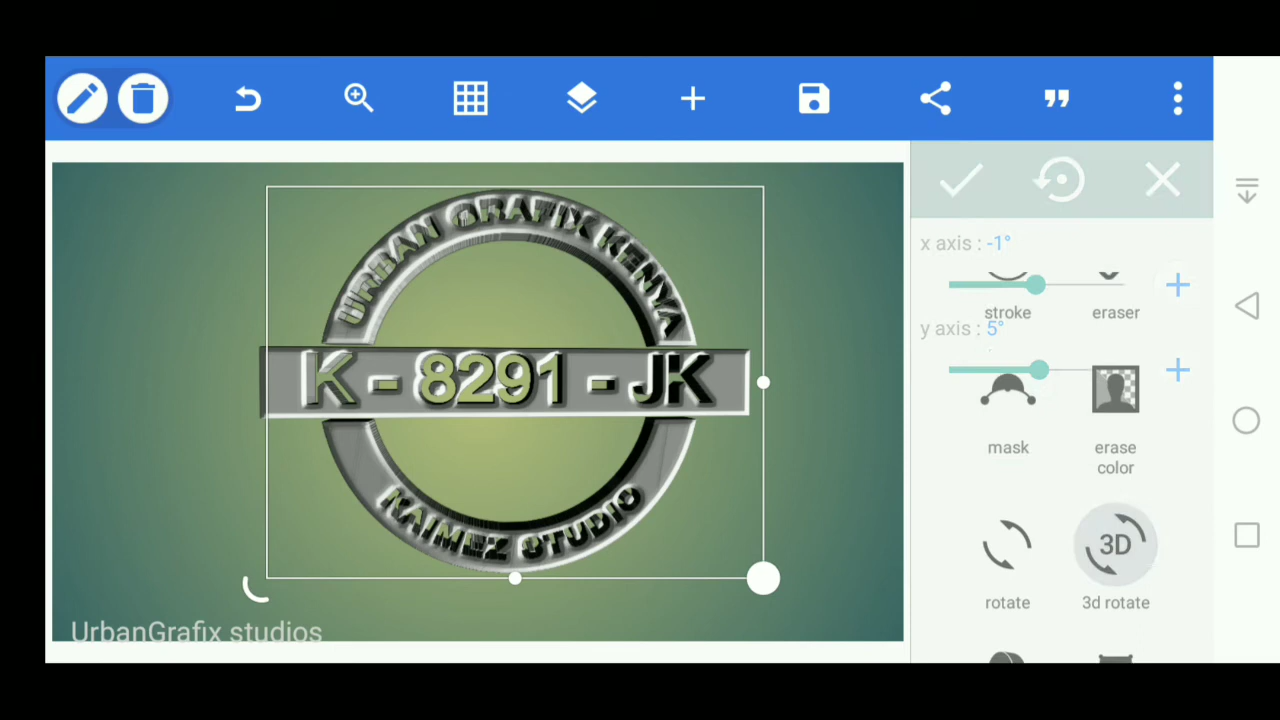 URBAN GRAFIX KENYA
K - 8291 - JK
KAIMEZ STUDIO
UrbanGrafix studios
x axis : -1°
stroke
eraser
y axis : 5°
mask
erase color
3D
rotate
3d rotate